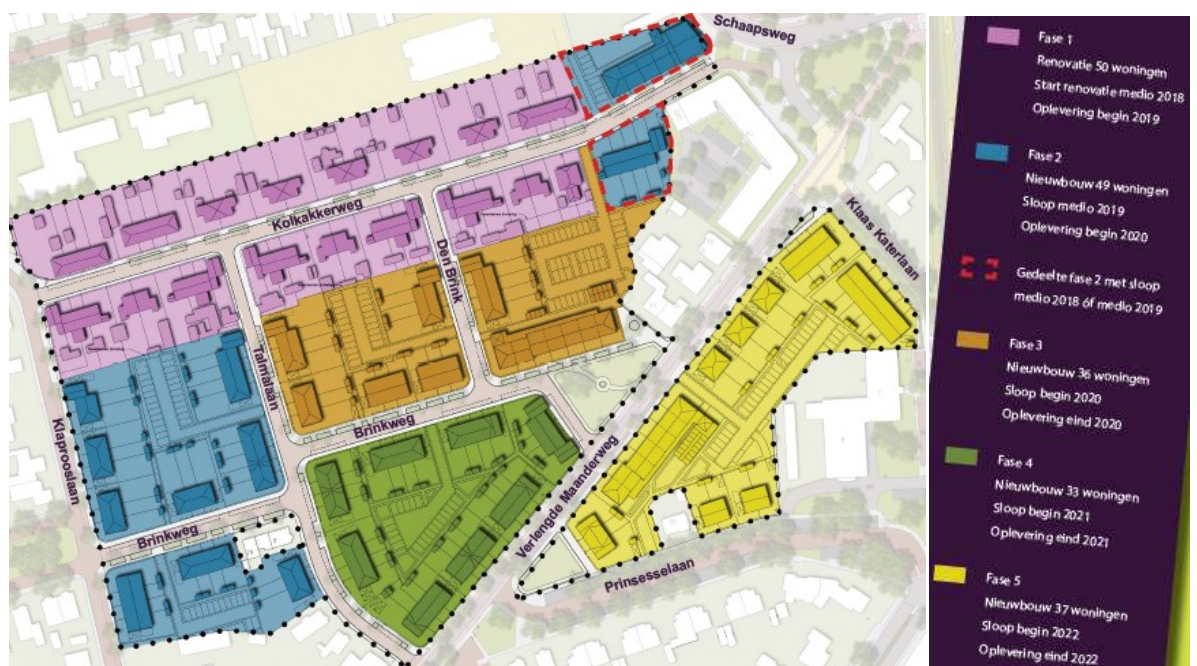 Schaapsweg
Kolkakkerweg
Den Brink
Klaas Katerlaan
Talmalaan
Klaprooslaan
Brinkweg
Verlengde Maanderweg
Brinkweg
Prinsesselaan
Fase 1
Renovatie 50 woningen
Start renovatie medio 2018
Oplevering begin 2019
Fase 2
Nieuwbouw 49 woningen
Sloop medio 2019
Oplevering begin 2020
Gedeelte fase 2 met sloop
medio 2018 óf medio 2019
Fase 3
Nieuwbouw 36 woningen
Sloop begin 2020
Oplevering eind 2020
Fase 4
Nieuwbouw 33 woningen
Sloop begin 2021
Oplevering eind 2021
Fase 5
Nieuwbouw 37 woningen
Sloop begin 2022
Oplevering eind 2022